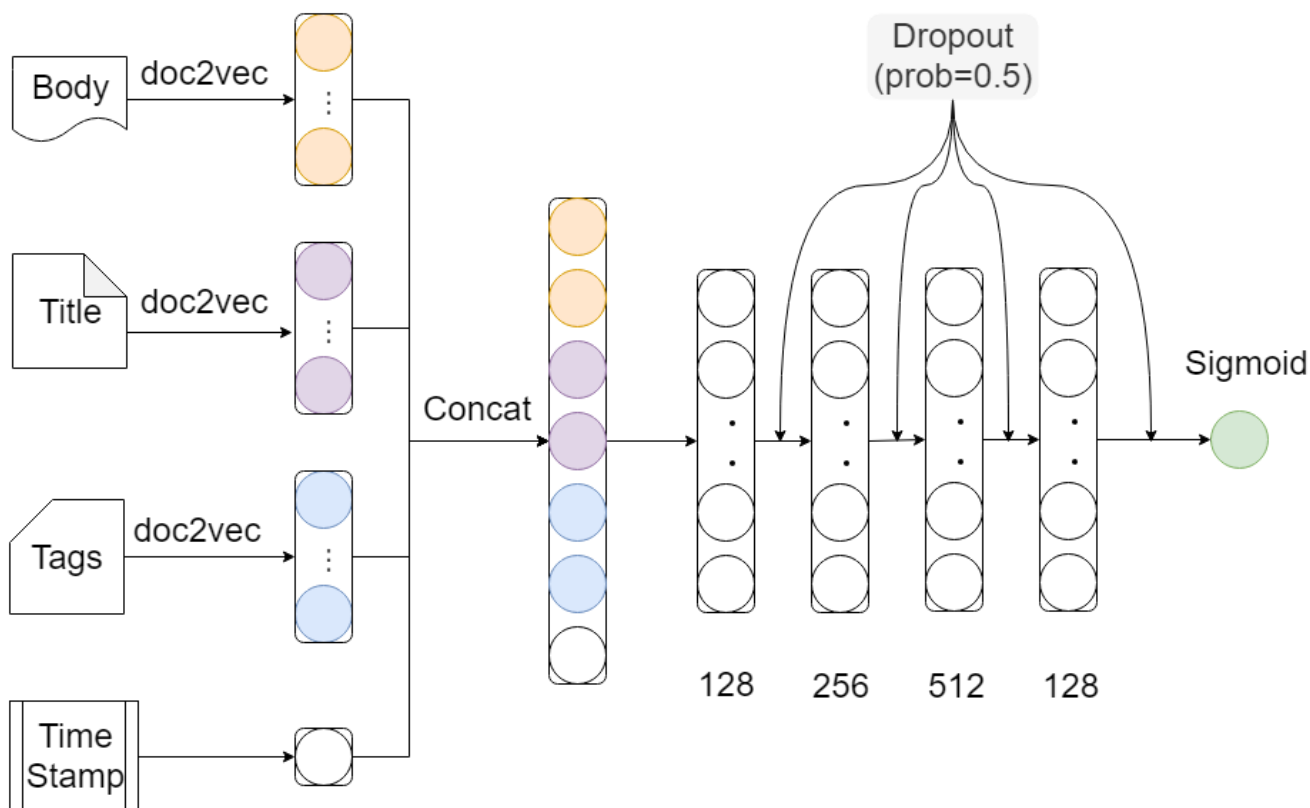 Body
doc2vec
Title
doc2vec
Tags
doc2vec
Time
Stamp
Concat
Dropout
(prob=0.5)
128
256
512
128
Sigmoid